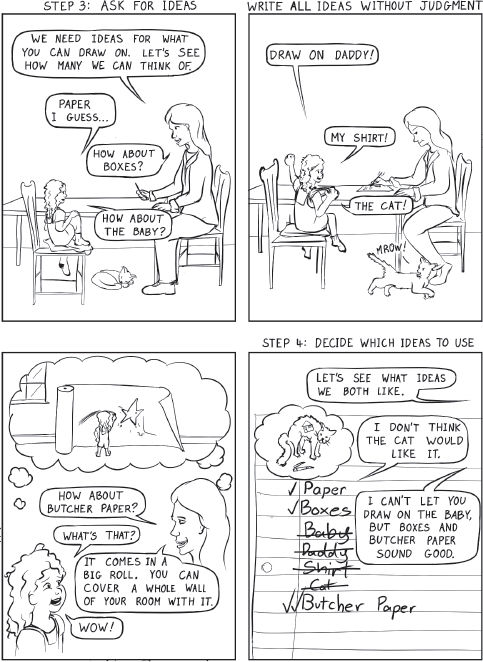 STEP 3: ASK FOR IDEAS
WE NEED IDEAS FOR WHAT
YOU CAN DRAW ON. LET'S SEE
HOW MANY WE CAN THINK OF.
PAPER
I GUESS...
HOW ABOUT
BOXES?
HOW ABOUT
THE BABY?
WRITE ALL IDEAS WITHOUT JUDGMENT
DRAW ON DADDY!
MY SHIRT!
THE CAT!
MROW!
HOW ABOUT
BUTCHER PAPER?
WHAT'S THAT?
IT COMES IN A
BIG ROLL. YOU CAN
COVER A WHOLE WALL
OF YOUR ROOM WITH IT.
WOW!
STEP 4: DECIDE WHICH IDEAS TO USE
LET'S SEE WHAT IDEAS
WE BOTH LIKE.
I DON'T THINK
THE CAT WOULD
LIKE IT.
I CAN'T LET YOU
DRAW ON THE BABY,
BUT BOXES AND
BUTCHER PAPER
SOUND GOOD.
✓ Paper
✓ Boxes
Baby
Daddy
Shirt
Cat
✓✓ Butcher Paper